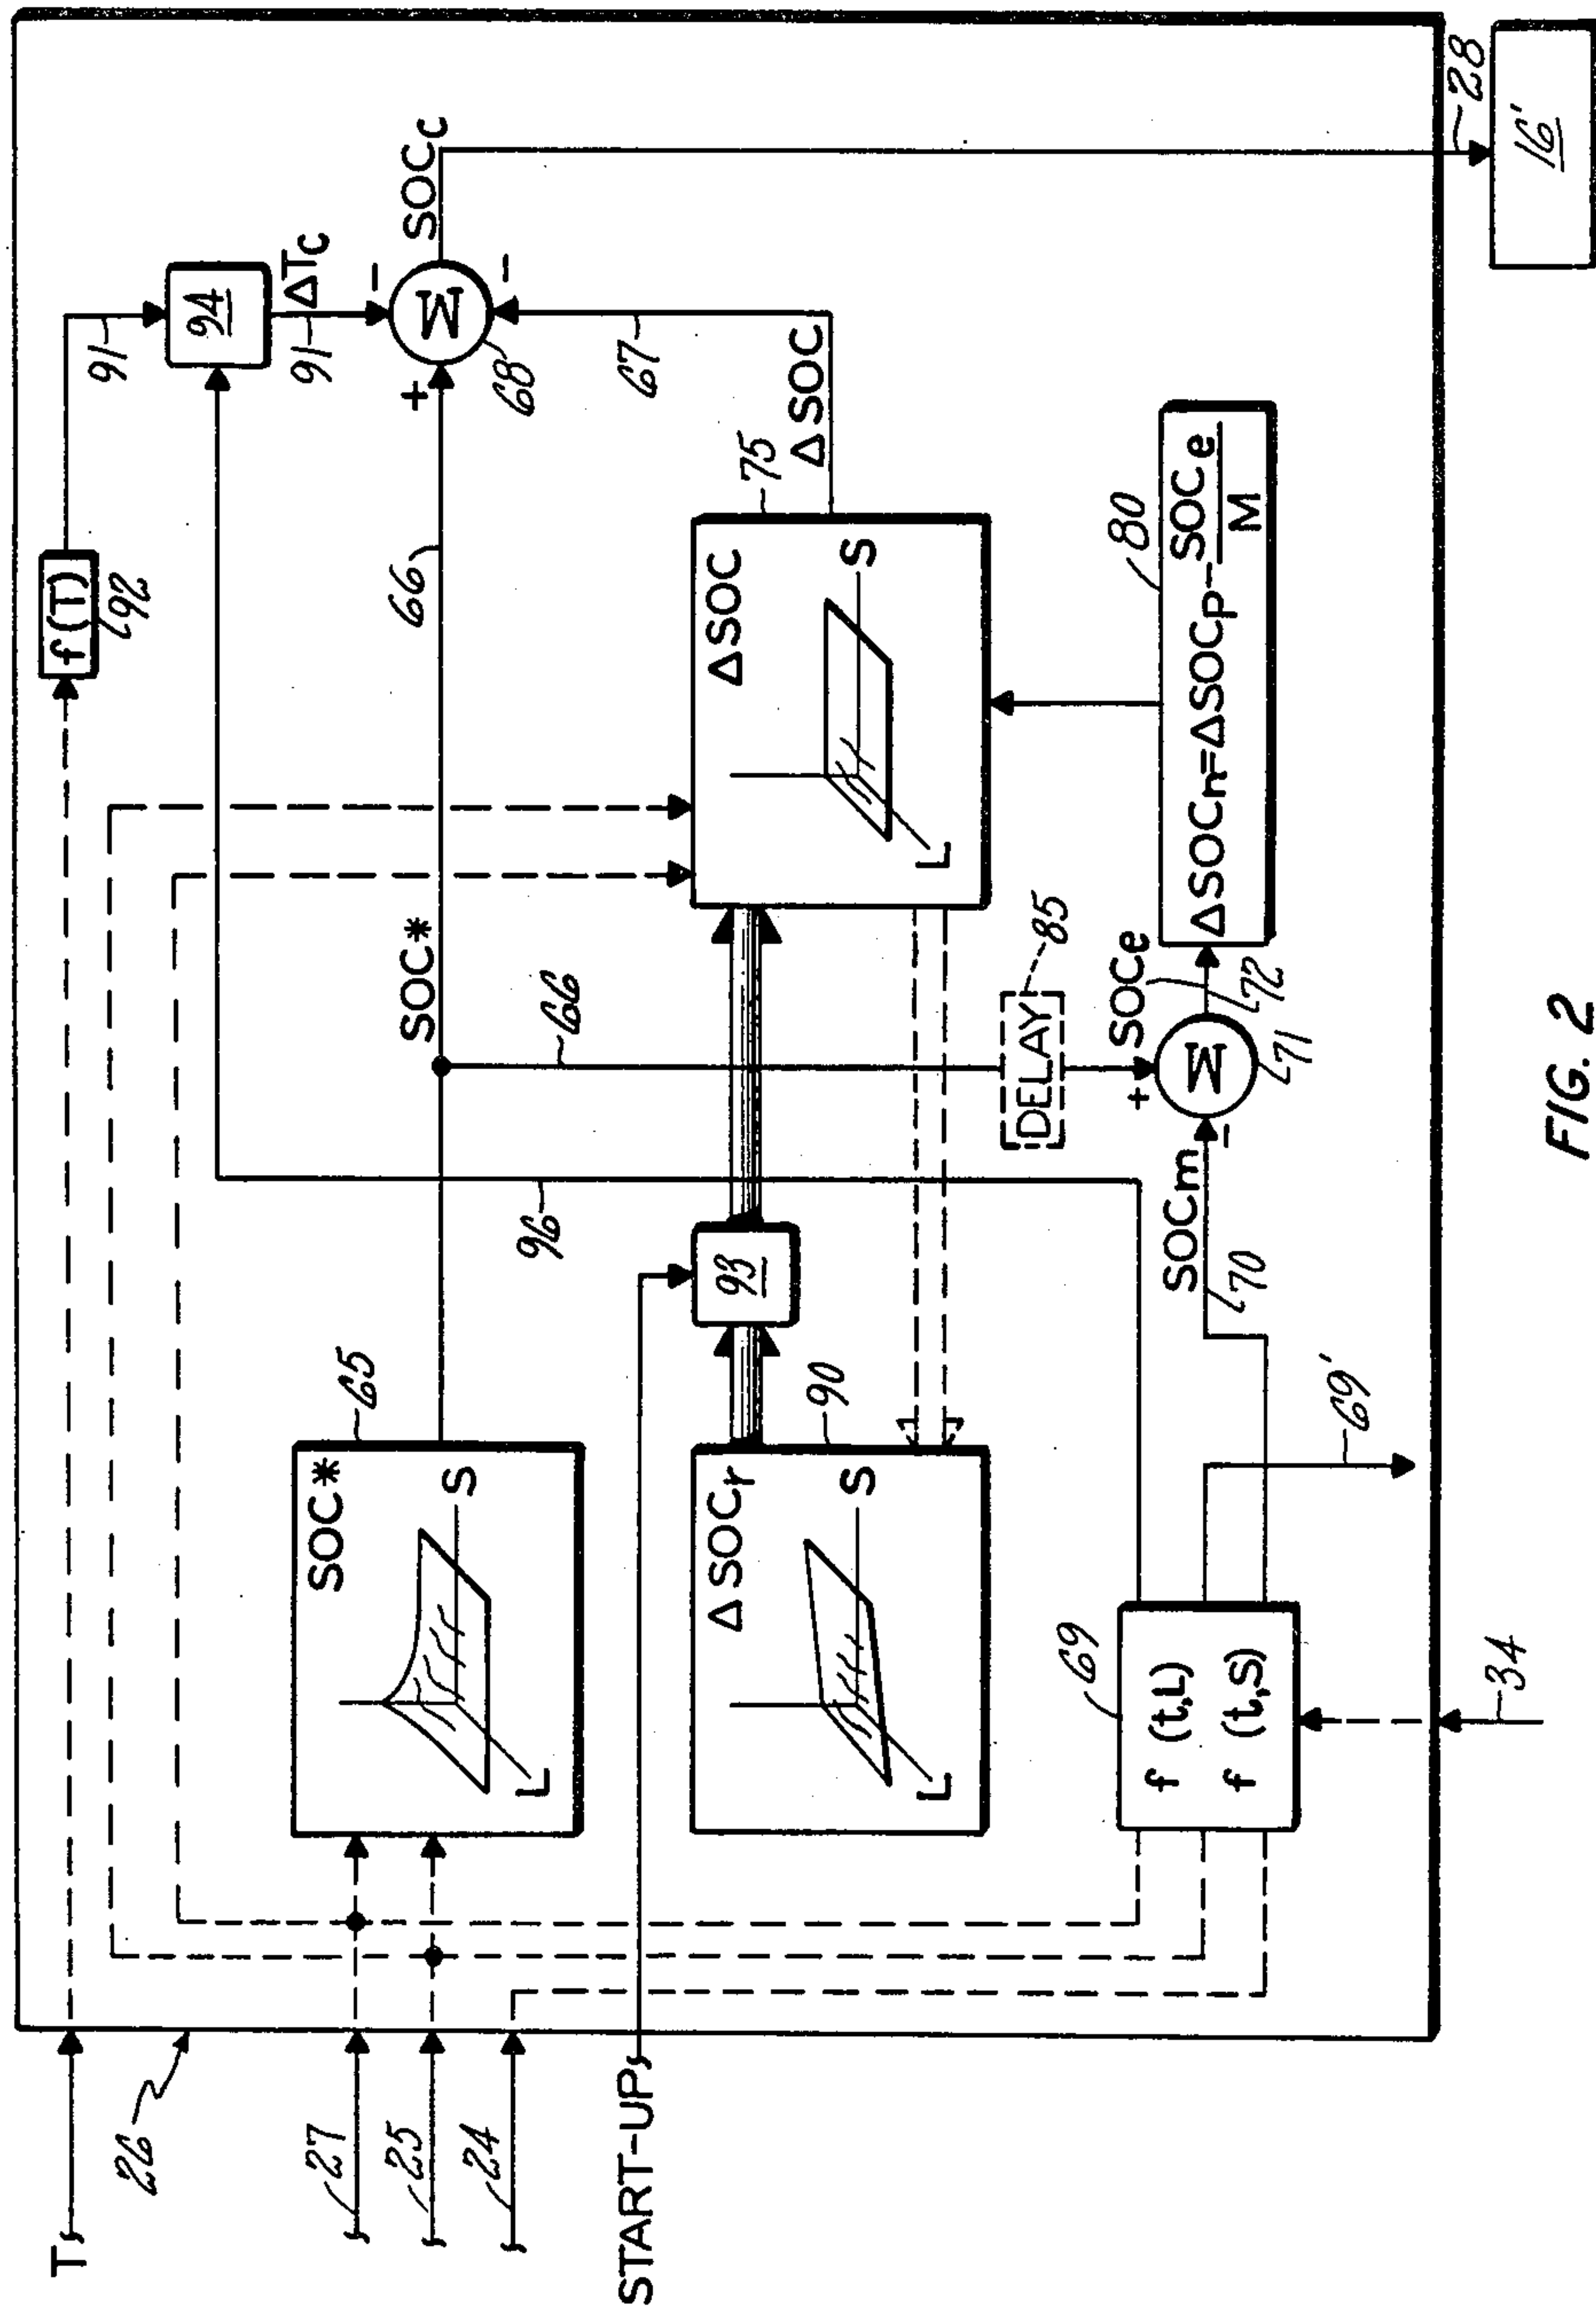 T
26
27
25
24
START-UP
f(T)
92
91
94
91
ΔTC
-
SOC*
65
SOC*
S
L
66
66
+
M
68
-
SOCC
28
16'
67
ΔSOC
75
ΔSOC
S
L
96
93
ΔSOCr
90
S
L
DELAY
85
69
f (t,L)
f (t,S)
34
69'
SOCm
70
-
+
M
71
SOCe
72
80
ΔSOCn=ΔSOCp-SOCe/M
FIG. 2